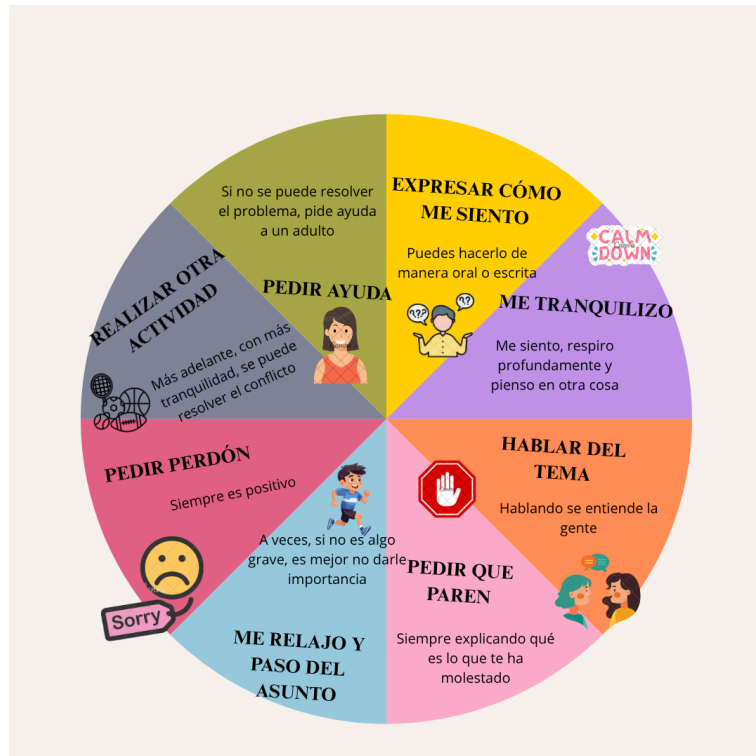 EXPRESAR CÓMO
ME SIENTO
Puedes hacerlo de
manera oral o escrita
???
??
CALM
DOWN
ME TRANQUILIZO
Me siento, respiro
profundamente y
pienso en otra cosa
HABLAR DEL
TEMA
Hablando se entiende la
gente
PEDIR QUE
PAREN
Siempre explicando qué
es lo que te ha
molestado
A veces, si no es algo
grave, es mejor no darle
importancia
ME RELAJO Y
PASO DEL
ASUNTO
PEDIR PERDÓN
Siempre es positivo
Sorry
REALIZAR OTRA
ACTIVIDAD
Más adelante, con más
tranquilidad, se puede
resolver el conflicto
Si no se puede resolver
el problema, pide ayuda
a un adulto
PEDIR AYUDA